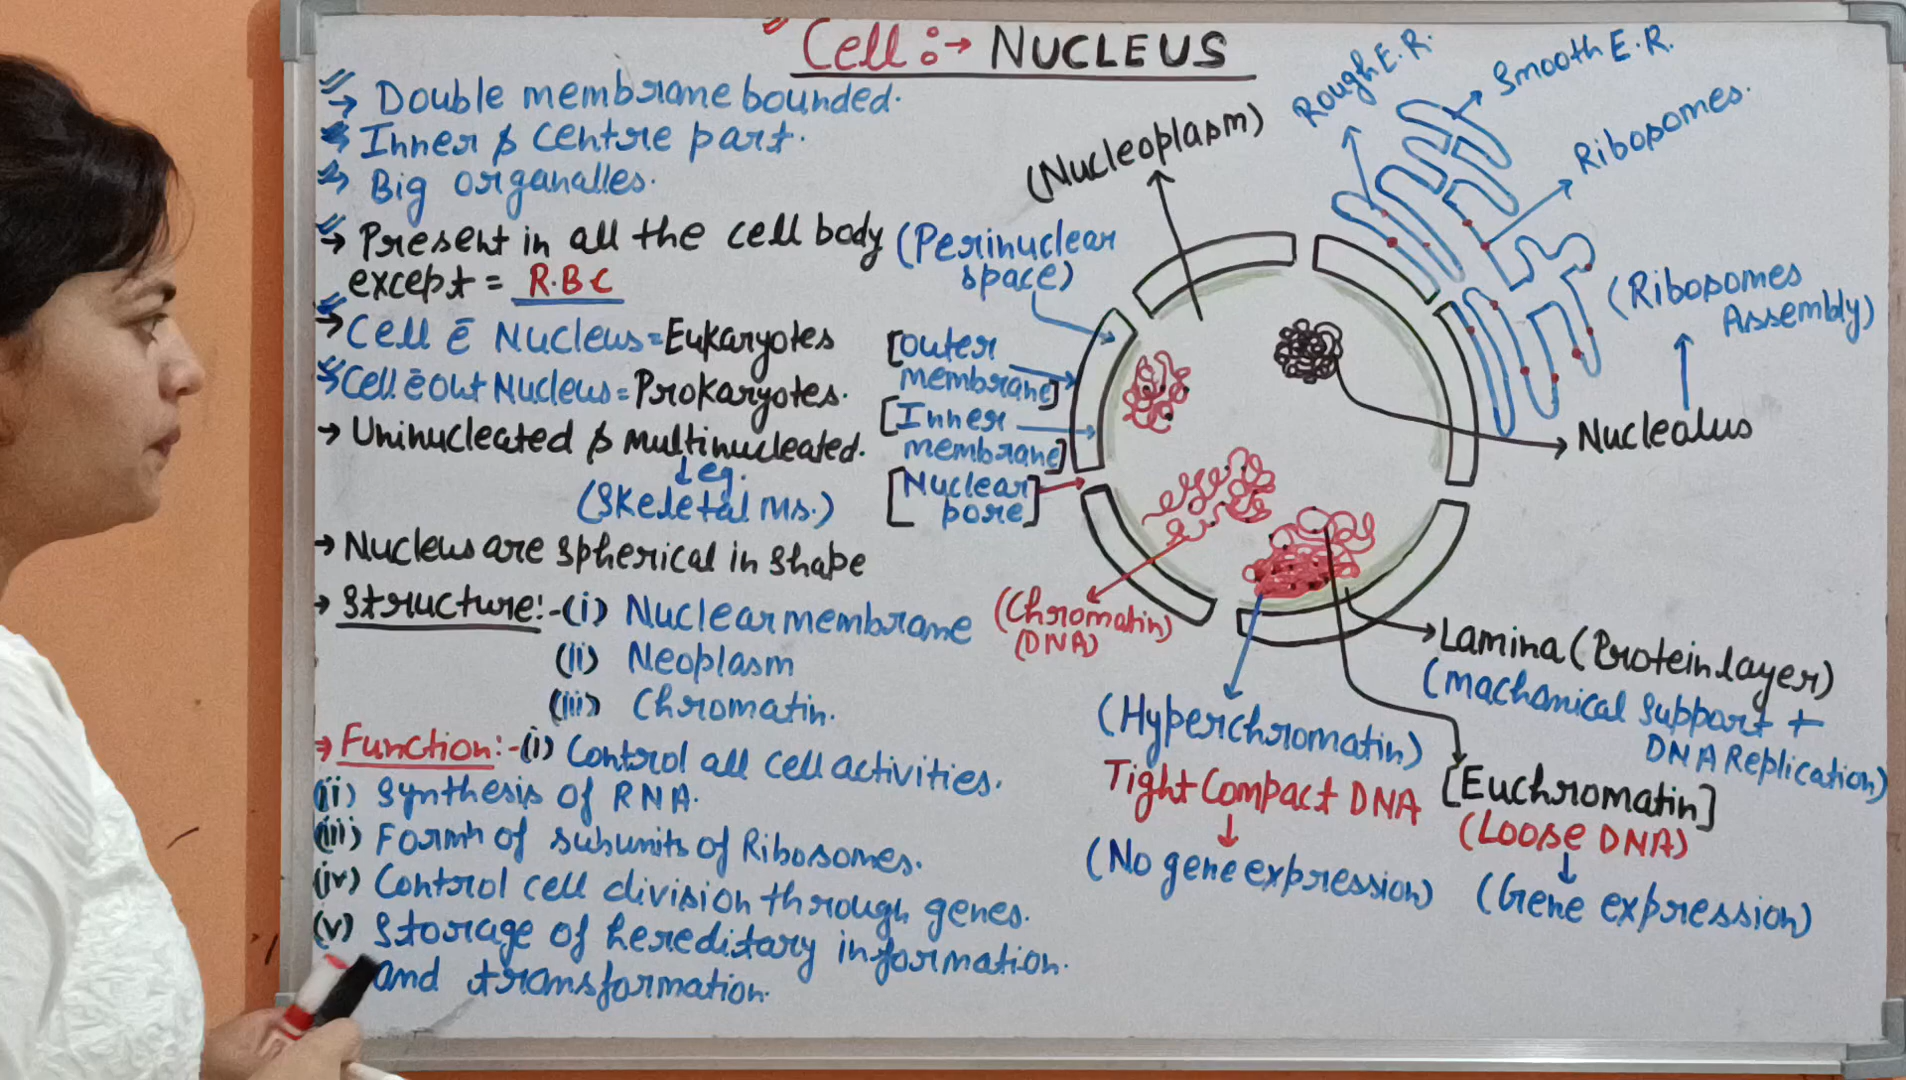 Cell :→ NUCLEUS
→ Double membrane bounded.
→ Inner & Centre part.
→ Big organalles.
→ Present in all the cell body
except = R.B.C
→ Cell c̄ Nucleus = Eukaryotes
→ Cell c̄out Nucleus = Prokaryotes.
→ Uninucleated & multinucleated.
↓ eg.
(Skeletal ms.)
→ Nucleus are spherical in shape
→ Structure:- (i) Nuclear membrane
(ii) Neoplasm
(iii) Chromatin.
→ Function:- (i) Control all cell activities.
(ii) Synthesis of RNA.
(iii) Formn of subunits of Ribosomes.
(iv) Control cell division through genes.
(v) Storage of hereditary information.
and transformation.
(Nucleoplasm)
Rough E.R.
Smooth E.R.
Ribosomes.
(Perinuclear
space)
[outer
membrane]
[Inner
membrane]
[Nuclear
pore]
(Ribosomes
Assembly)
↑
Nucleolus
(Chromatin)
(DNA)
Lamina (Protein layer)
(machanical support +
DNA Replication)
(Hyperchromatin)
Tight Compact DNA
↓
(No gene expression)
[Euchromatin]
(Loose DNA)
↓
(Gene expression)